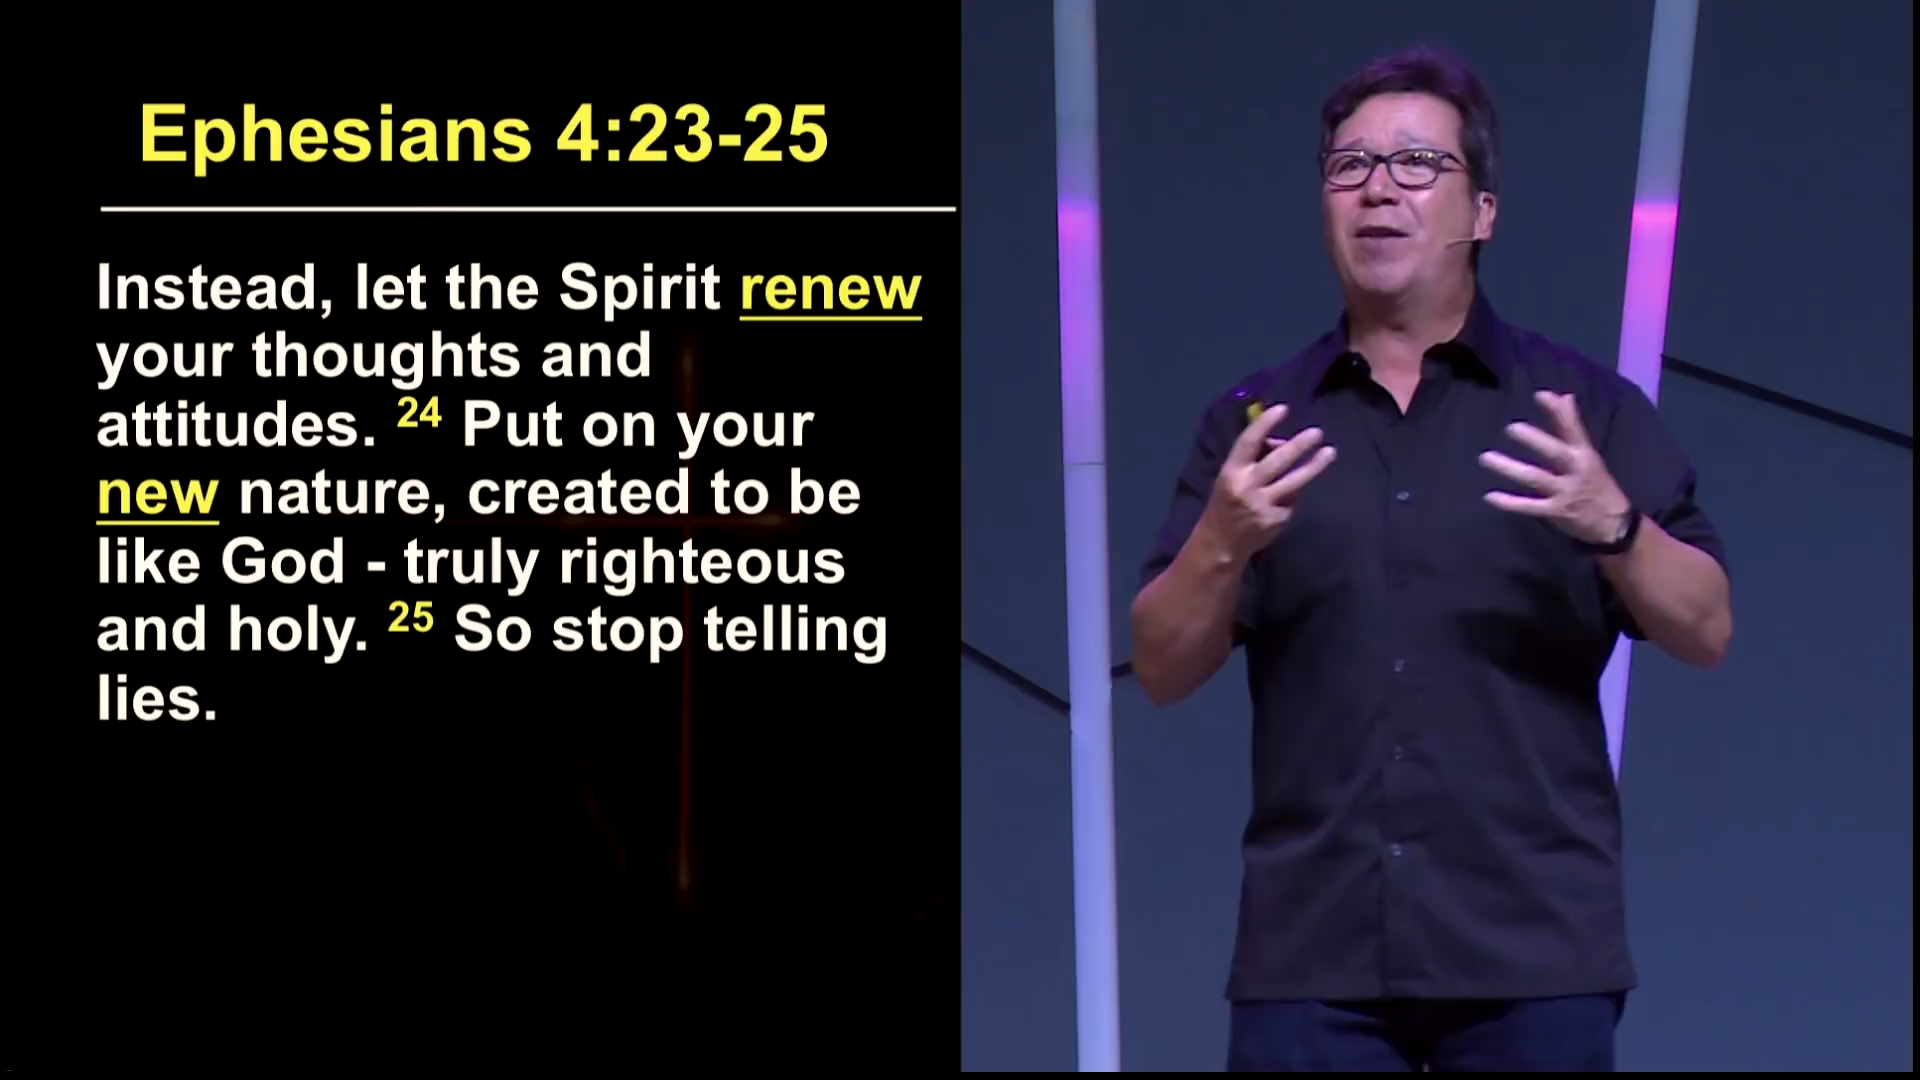 Ephesians 4:23-25
Instead, let the Spirit renew
your thoughts and
attitudes. 24 Put on your
new nature, created to be
like God - truly righteous
and holy. 25 So stop telling
lies.